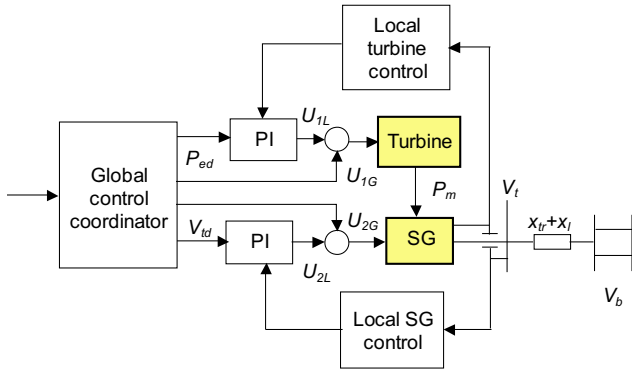 Local
turbine
control
U1L
PI
Turbine
Ped
Global
control
coordinator
U1G
Pm
Vt
Vtd
U2G
xtr+xl
PI
SG
U2L
Vb
Local SG
control